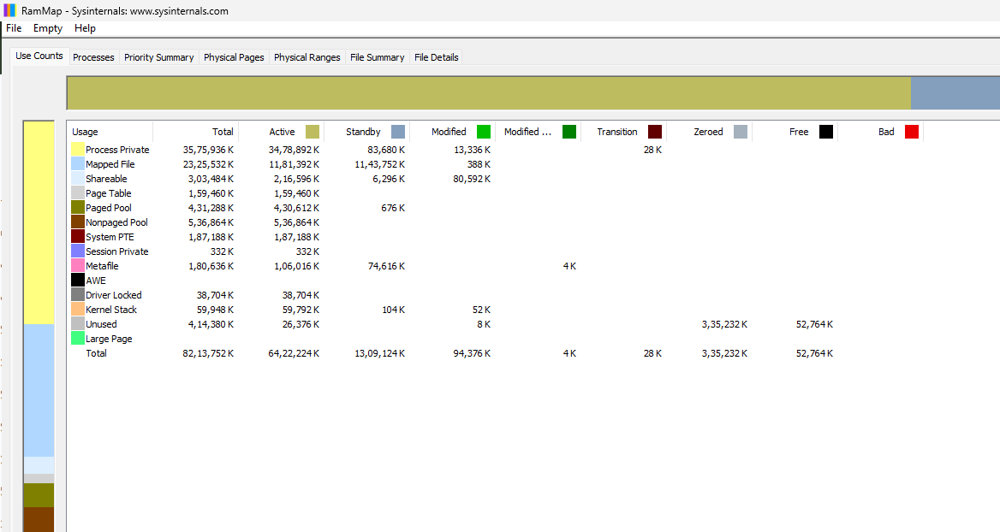 RamMap - Sysinternals: www.sysinternals.com
File Empty Help
Use Counts Processes Priority Summary Physical Pages Physical Ranges File Summary File Details
Usage Total Active Standby Modified Modified ... Transition Zeroed Free Bad
Process Private 35,75,936 K 34,78,892 K 83,680 K 13,336 K 28 K
Mapped File 23,25,532 K 11,81,392 K 11,43,752 K 388 K
Shareable 3,03,484 K 2,16,596 K 6,296 K 80,592 K
Page Table 1,59,460 K 1,59,460 K
Paged Pool 4,31,288 K 4,30,612 K 676 K
Nonpaged Pool 5,36,864 K 5,36,864 K
System PTE 1,87,188 K 1,87,188 K
Session Private 332 K 332 K
Metafile 1,80,636 K 1,06,016 K 74,616 K 4 K
AWE
Driver Locked 38,704 K 38,704 K
Kernel Stack 59,948 K 59,792 K 104 K 52 K
Unused 4,14,380 K 26,376 K 8 K 3,35,232 K 52,764 K
Large Page
Total 82,13,752 K 64,22,224 K 13,09,124 K 94,376 K 4 K 28 K 3,35,232 K 52,764 K